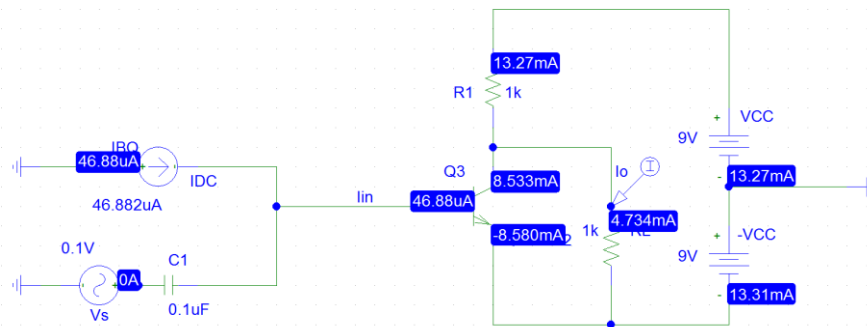 13.27mA
R1
1k
VCC
+
9V
IBQ
46.88uA
IDC
46.882uA
Q3
Io
I
-
13.27mA
8.533mA
Iin
46.88uA
4.734mA
-8.580mA
1k
RL
+
-VCC
9V
0.1V
C1
0A
0.1uF
Vs
-
13.31mA